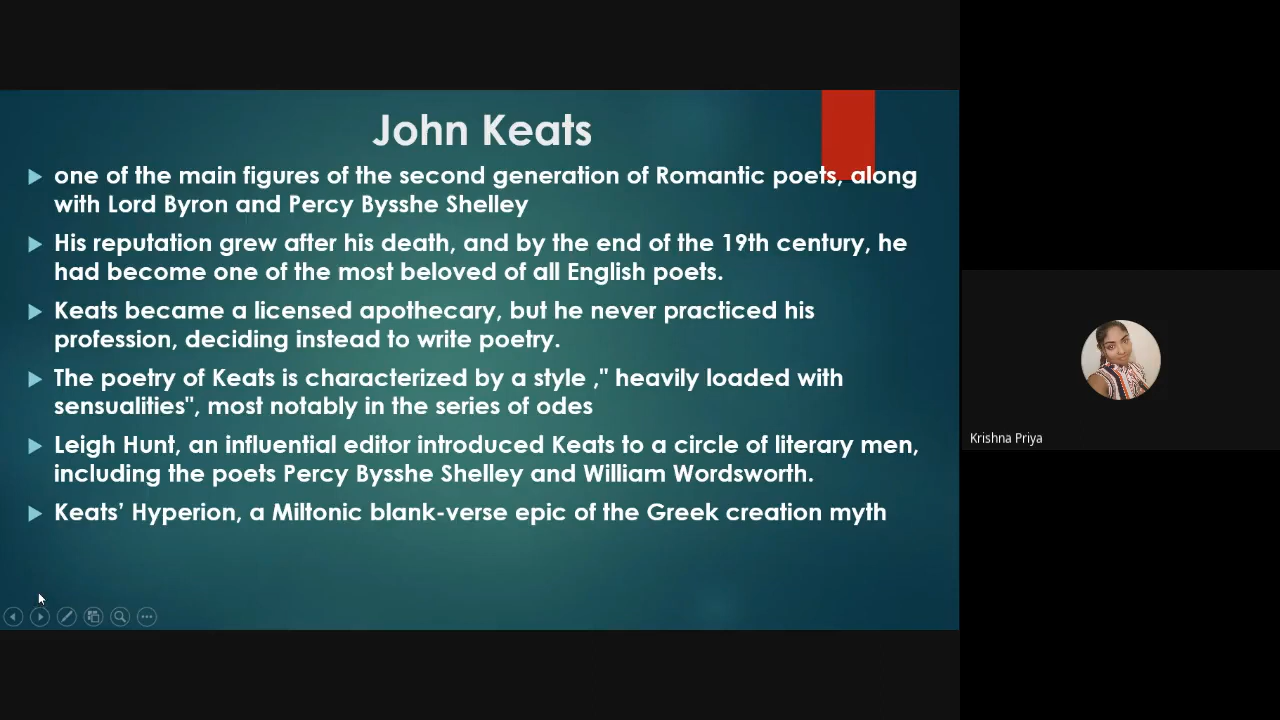 John Keats
one of the main figures of the second generation of Romantic poets, along
with Lord Byron and Percy Bysshe Shelley
His reputation grew after his death, and by the end of the 19th century, he
had become one of the most beloved of all English poets.
Keats became a licensed apothecary, but he never practiced his
profession, deciding instead to write poetry.
The poetry of Keats is characterized by a style ," heavily loaded with
sensualities", most notably in the series of odes
Leigh Hunt, an influential editor introduced Keats to a circle of literary men,
including the poets Percy Bysshe Shelley and William Wordsworth.
Keats’ Hyperion, a Miltonic blank-verse epic of the Greek creation myth
Krishna Priya